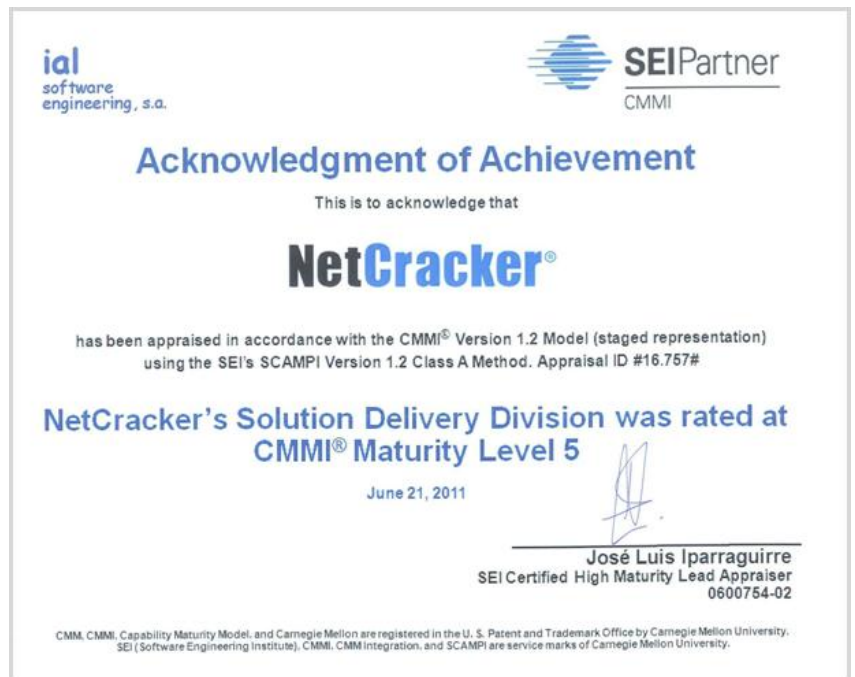 ial
software
engineering, s.a.
SEI Partner
CMMI
Acknowledgment of Achievement
This is to acknowledge that
NetCracker®
has been appraised in accordance with the CMMI® Version 1.2 Model (staged representation)
using the SEI's SCAMPI Version 1.2 Class A Method. Appraisal ID #16.757#
NetCracker's Solution Delivery Division was rated at
CMMI® Maturity Level 5
June 21, 2011
José Luis Iparraguirre
SEI Certified High Maturity Lead Appraiser
0600754-02
CMM, CMMI, Capability Maturity Model, and Carnegie Mellon are registered in the U. S. Patent and Trademark Office by Carnegie Mellon University.
SEI (Software Engineering Institute), CMMI, CMM Integration, and SCAMPI are service marks of Carnegie Mellon University.